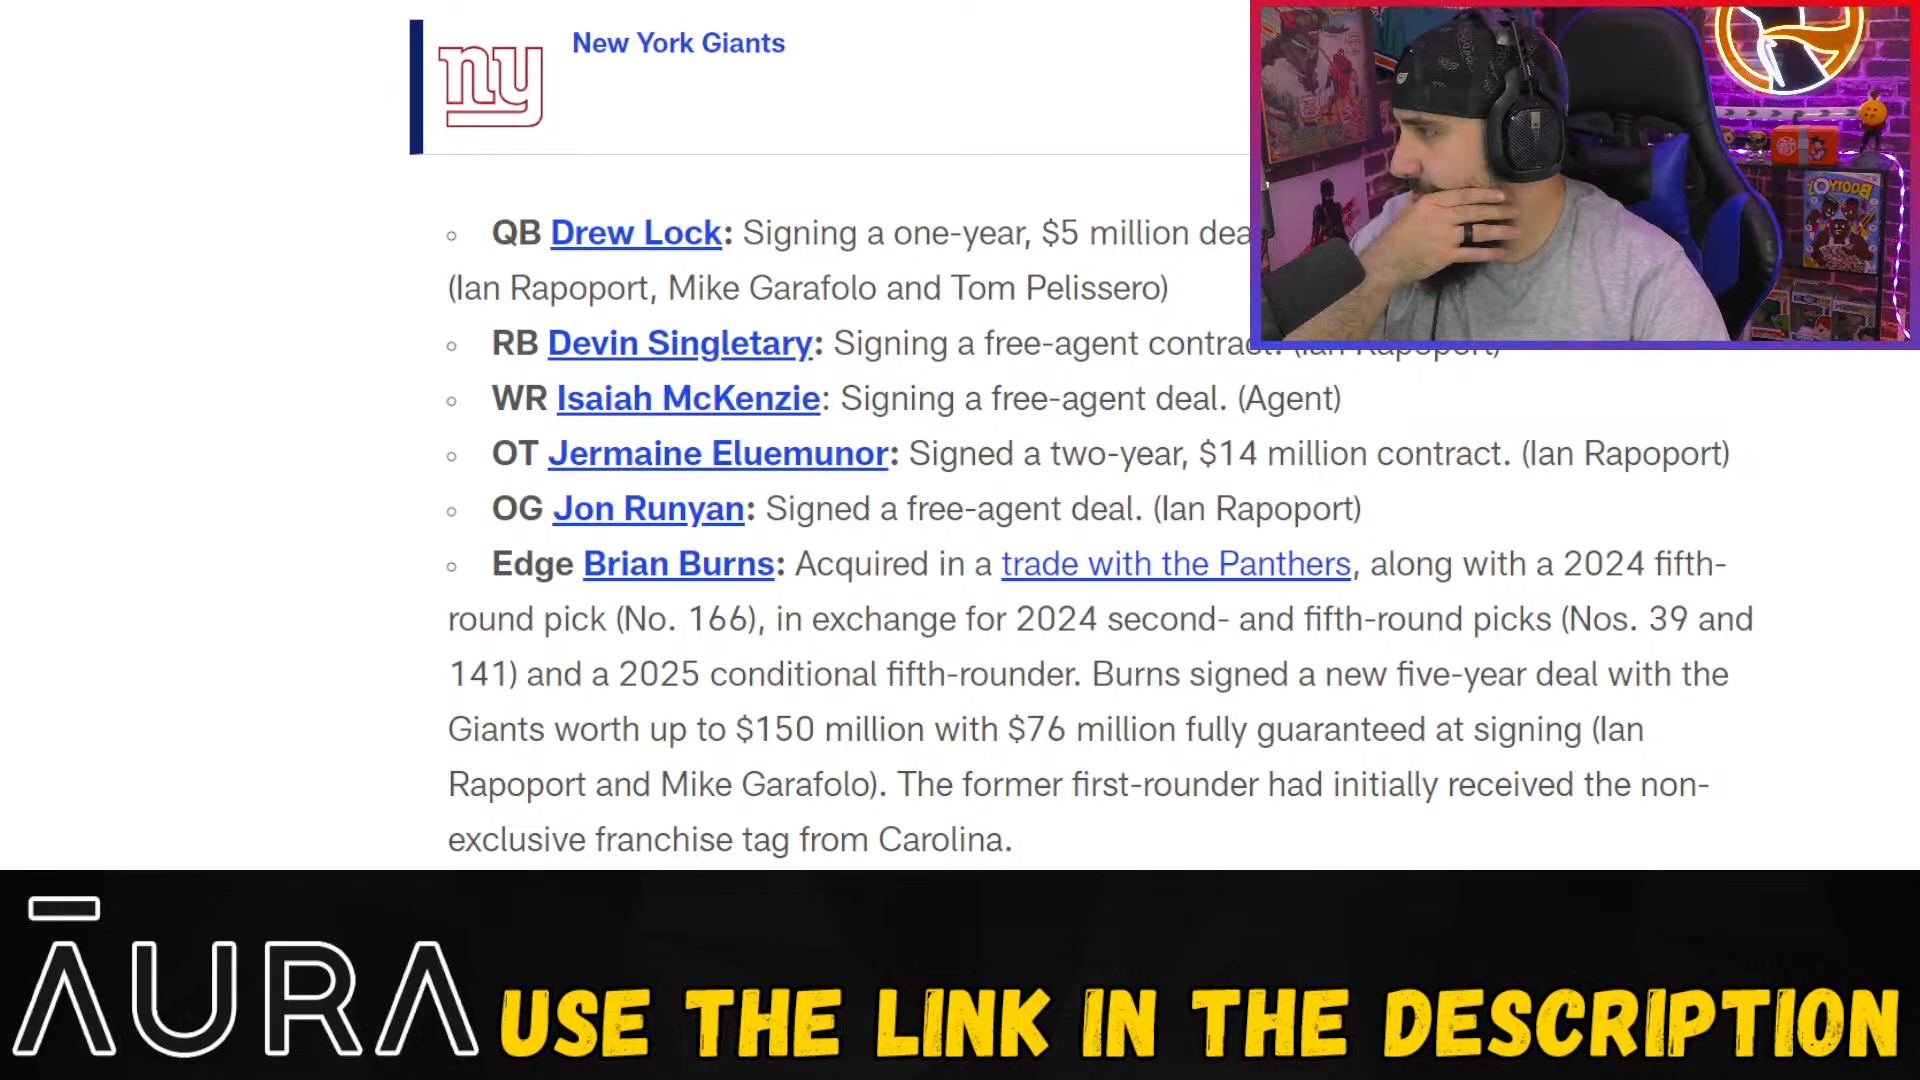 ny
New York Giants
QB Drew Lock: Signing a one-year, $5 million dea
(Ian Rapoport, Mike Garafolo and Tom Pelissero)
RB Devin Singletary: Signing a free-agent contract. (Ian Rapoport)
WR Isaiah McKenzie: Signing a free-agent deal. (Agent)
OT Jermaine Eluemunor: Signed a two-year, $14 million contract. (Ian Rapoport)
OG Jon Runyan: Signed a free-agent deal. (Ian Rapoport)
Edge Brian Burns: Acquired in a trade with the Panthers, along with a 2024 fifth-
round pick (No. 166), in exchange for 2024 second- and fifth-round picks (Nos. 39 and
141) and a 2025 conditional fifth-rounder. Burns signed a new five-year deal with the
Giants worth up to $150 million with $76 million fully guaranteed at signing (Ian
Rapoport and Mike Garafolo). The former first-rounder had initially received the non-
exclusive franchise tag from Carolina.
ĀURA USE THE LINK IN THE DESCRIPTION